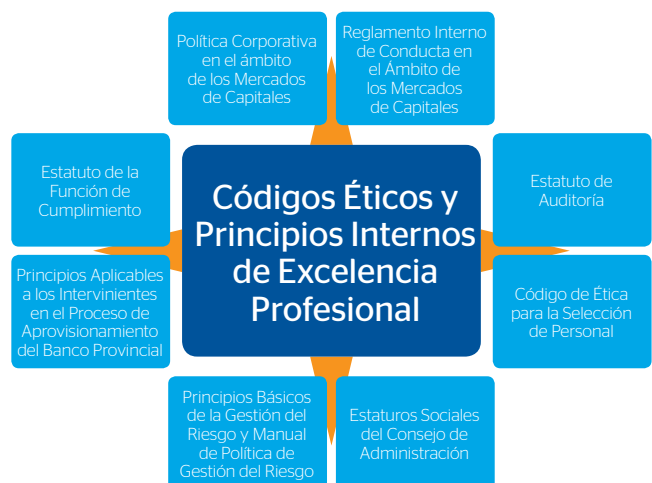 Política Corporativa
en el ámbito
de los Mercados
de Capitales
Reglamento Interno
de Conducta en
el Ámbito de
los Mercados
de Capitales
Estatuto de la
Función de
Cumplimiento
Códigos Éticos y
Principios Internos
de Excelencia
Profesional
Estatuto de
Auditoría
Principios Aplicables
a los Intervinientes
en el Proceso de
Aprovisionamiento
del Banco Provincial
Código de Ética
para la Selección
de Personal
Principios Básicos
de la Gestión del
Riesgo y Manual
de Política de
Gestión del Riesgo
Estaturos Sociales
del Consejo de
Administración